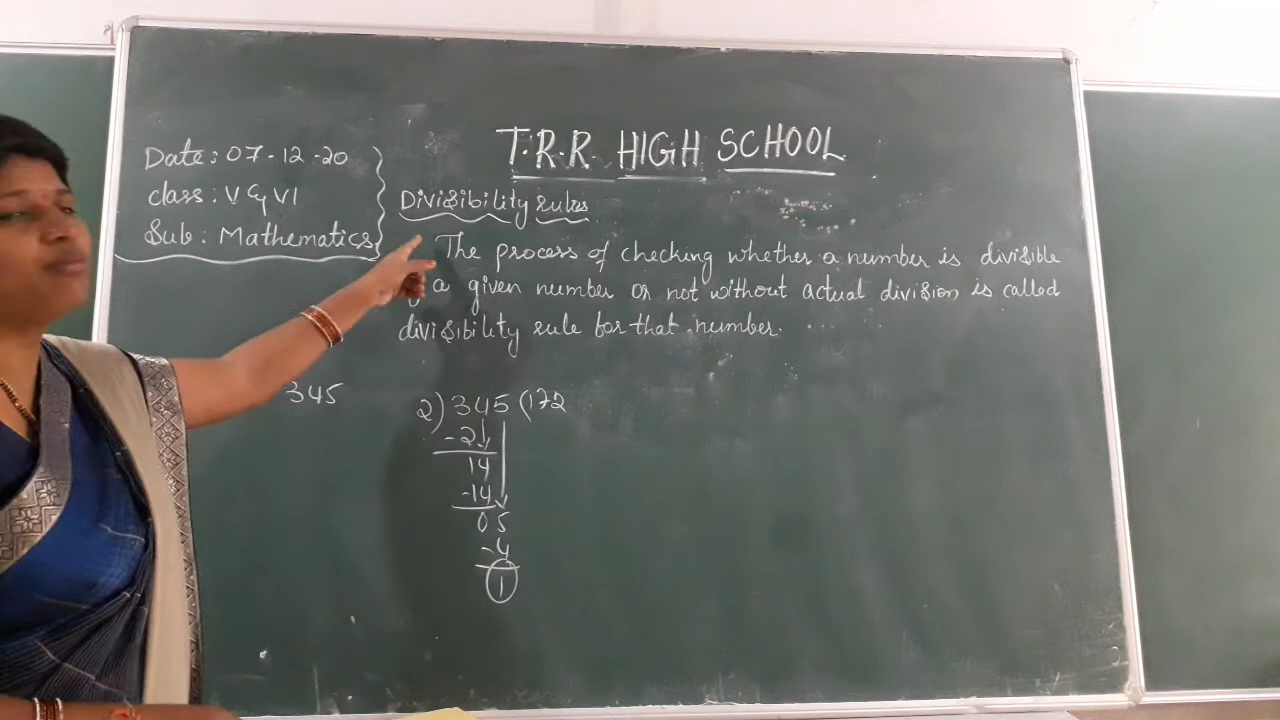 T.R.R. HIGH SCHOOL
Date: 07-12-20
class: V & VI
Sub: Mathematics
Divisibility rules
The process of checking whether a number is divisible
a given number or not without actual division is called
divisibility rule for that number.
345
2) 345 (172
-2
14
-14
05
-4
1